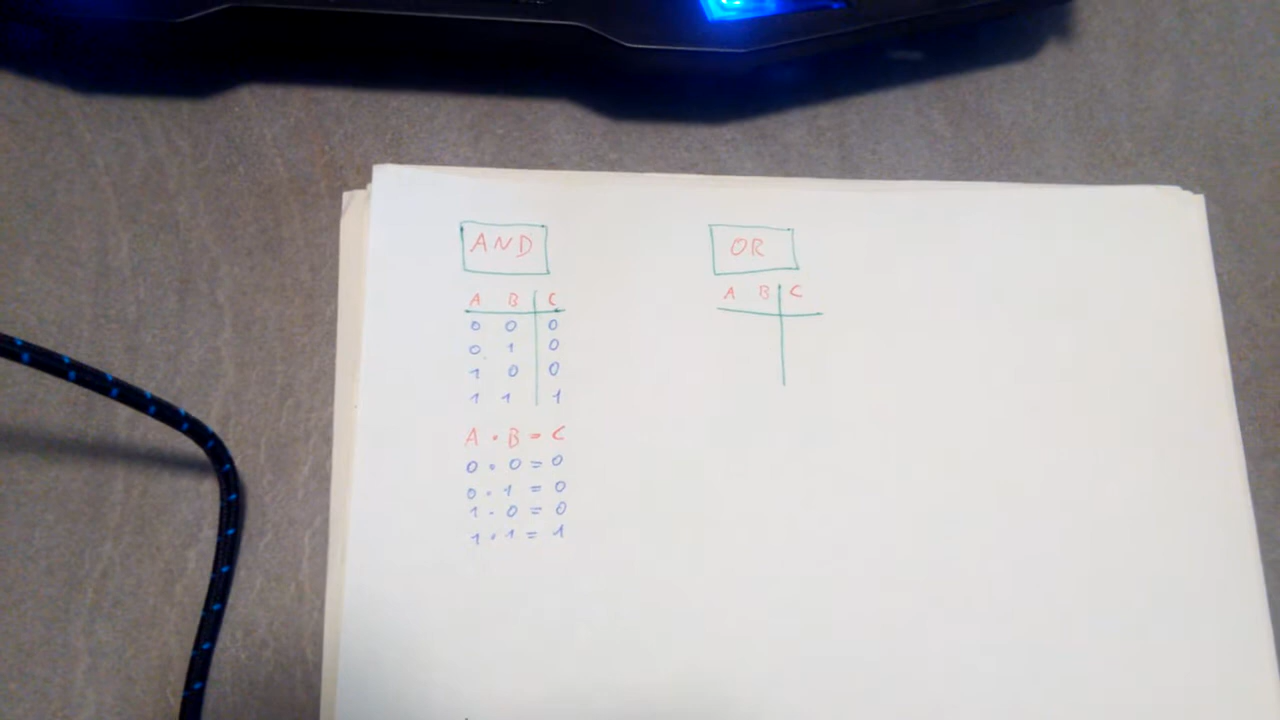 AND
A B C
0 0 0
0 1 0
1 0 0
1 1 1
A · B = C
0 · 0 = 0
0 · 1 = 0
1 · 0 = 0
1 · 1 = 1
OR
A B C